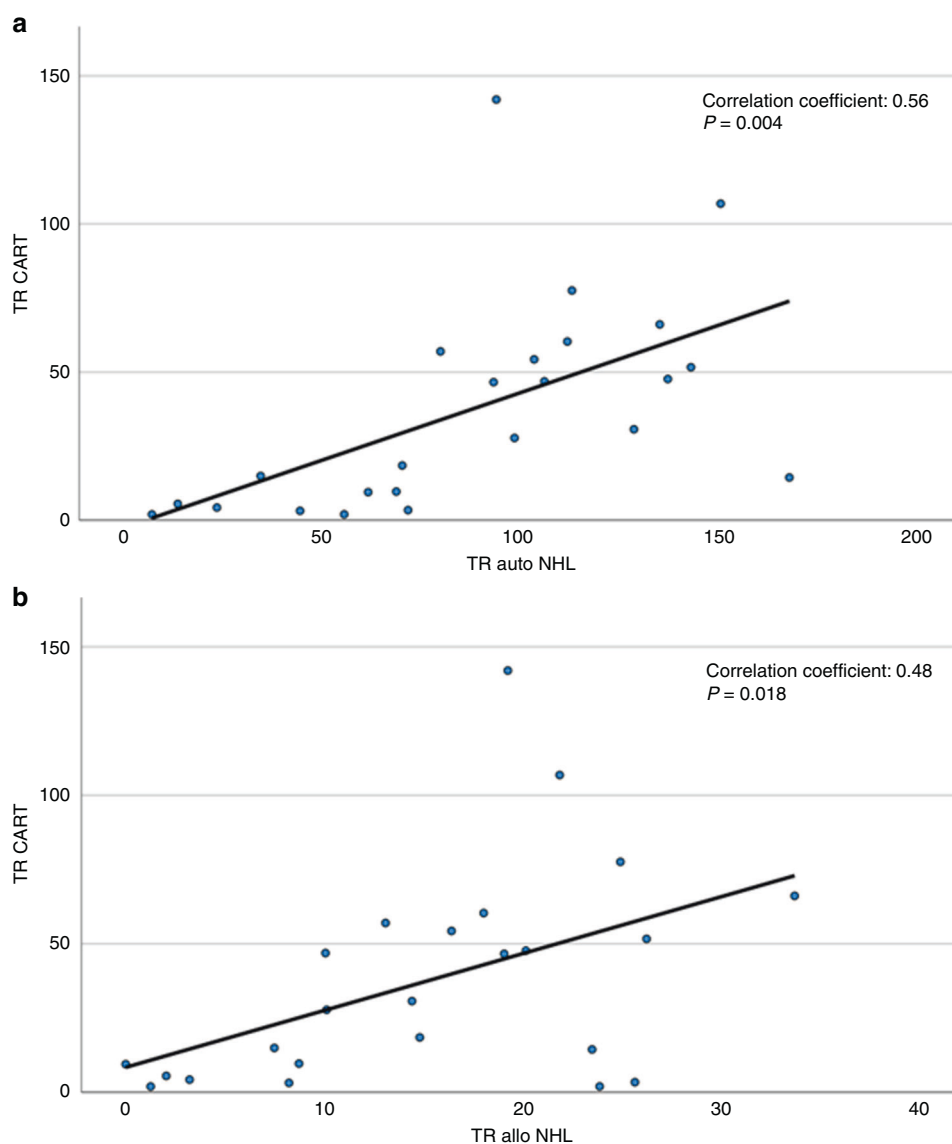 a
150
Correlation coefficient: 0.56
P = 0.004
100
TR CART
50
0
0 50 100 150 200
TR auto NHL
b
150
Correlation coefficient: 0.48
P = 0.018
100
TR CART
50
0
0 10 20 30 40
TR allo NHL